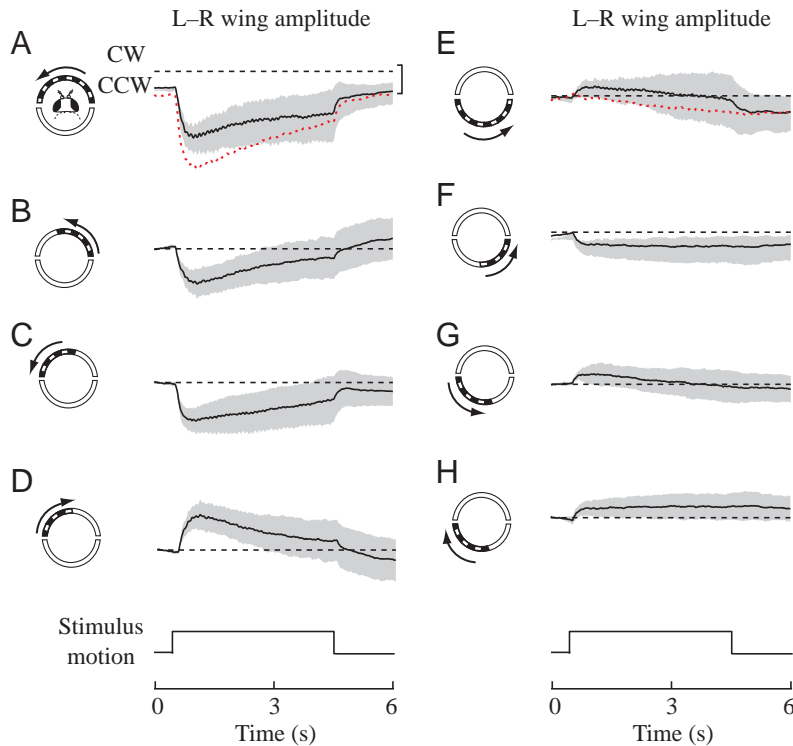 L–R wing amplitude
L–R wing amplitude
A
CW
CCW
E
B
F
C
G
D
H
Stimulus
motion
0 3 6
Time (s)
0 3 6
Time (s)